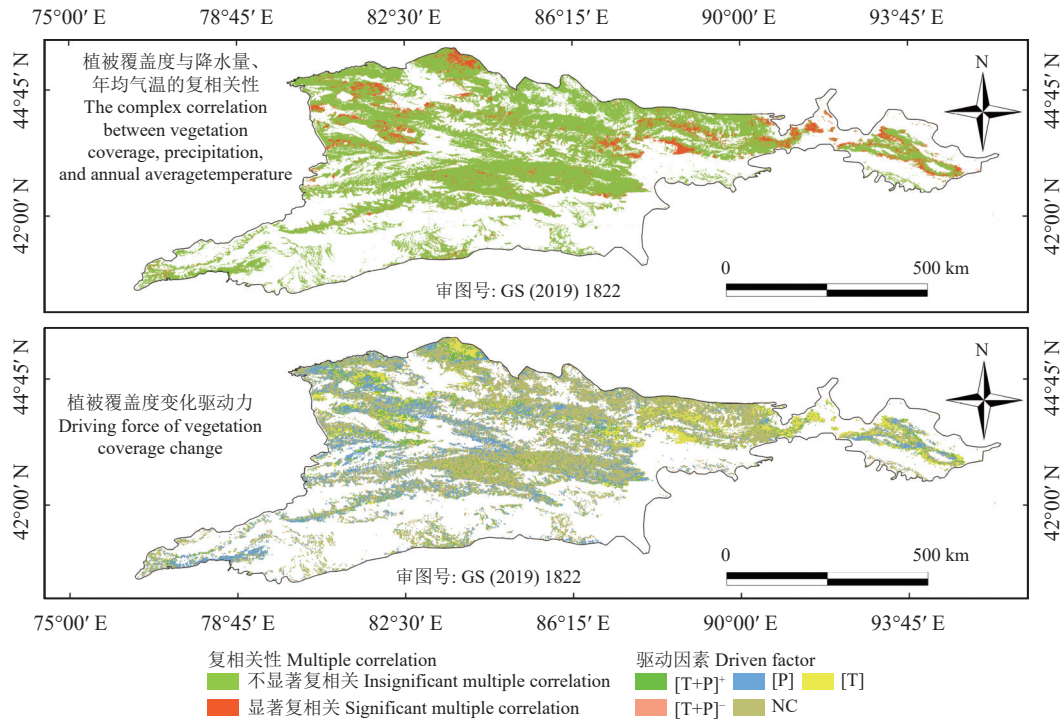 75°00′ E 78°45′ E 82°30′ E 86°15′ E 90°00′ E 93°45′ E
植被覆盖度与降水量、
年均气温的复相关性
The complex correlation
between vegetation
coverage, precipitation,
and annual averagetemperature
N
44°45′ N
42°00′ N
44°45′ N
42°00′ N
0 500 km
审图号: GS (2019) 1822
植被覆盖度变化驱动力
Driving force of vegetation
coverage change
N
44°45′ N
42°00′ N
44°45′ N
42°00′ N
0 500 km
审图号: GS (2019) 1822
75°00′ E 78°45′ E 82°30′ E 86°15′ E 90°00′ E 93°45′ E
复相关性 Multiple correlation
不显著复相关 Insignificant multiple correlation
显著复相关 Significant multiple correlation
驱动因素 Driven factor
[T+P]⁺ [P] [T]
[T+P]⁻ NC